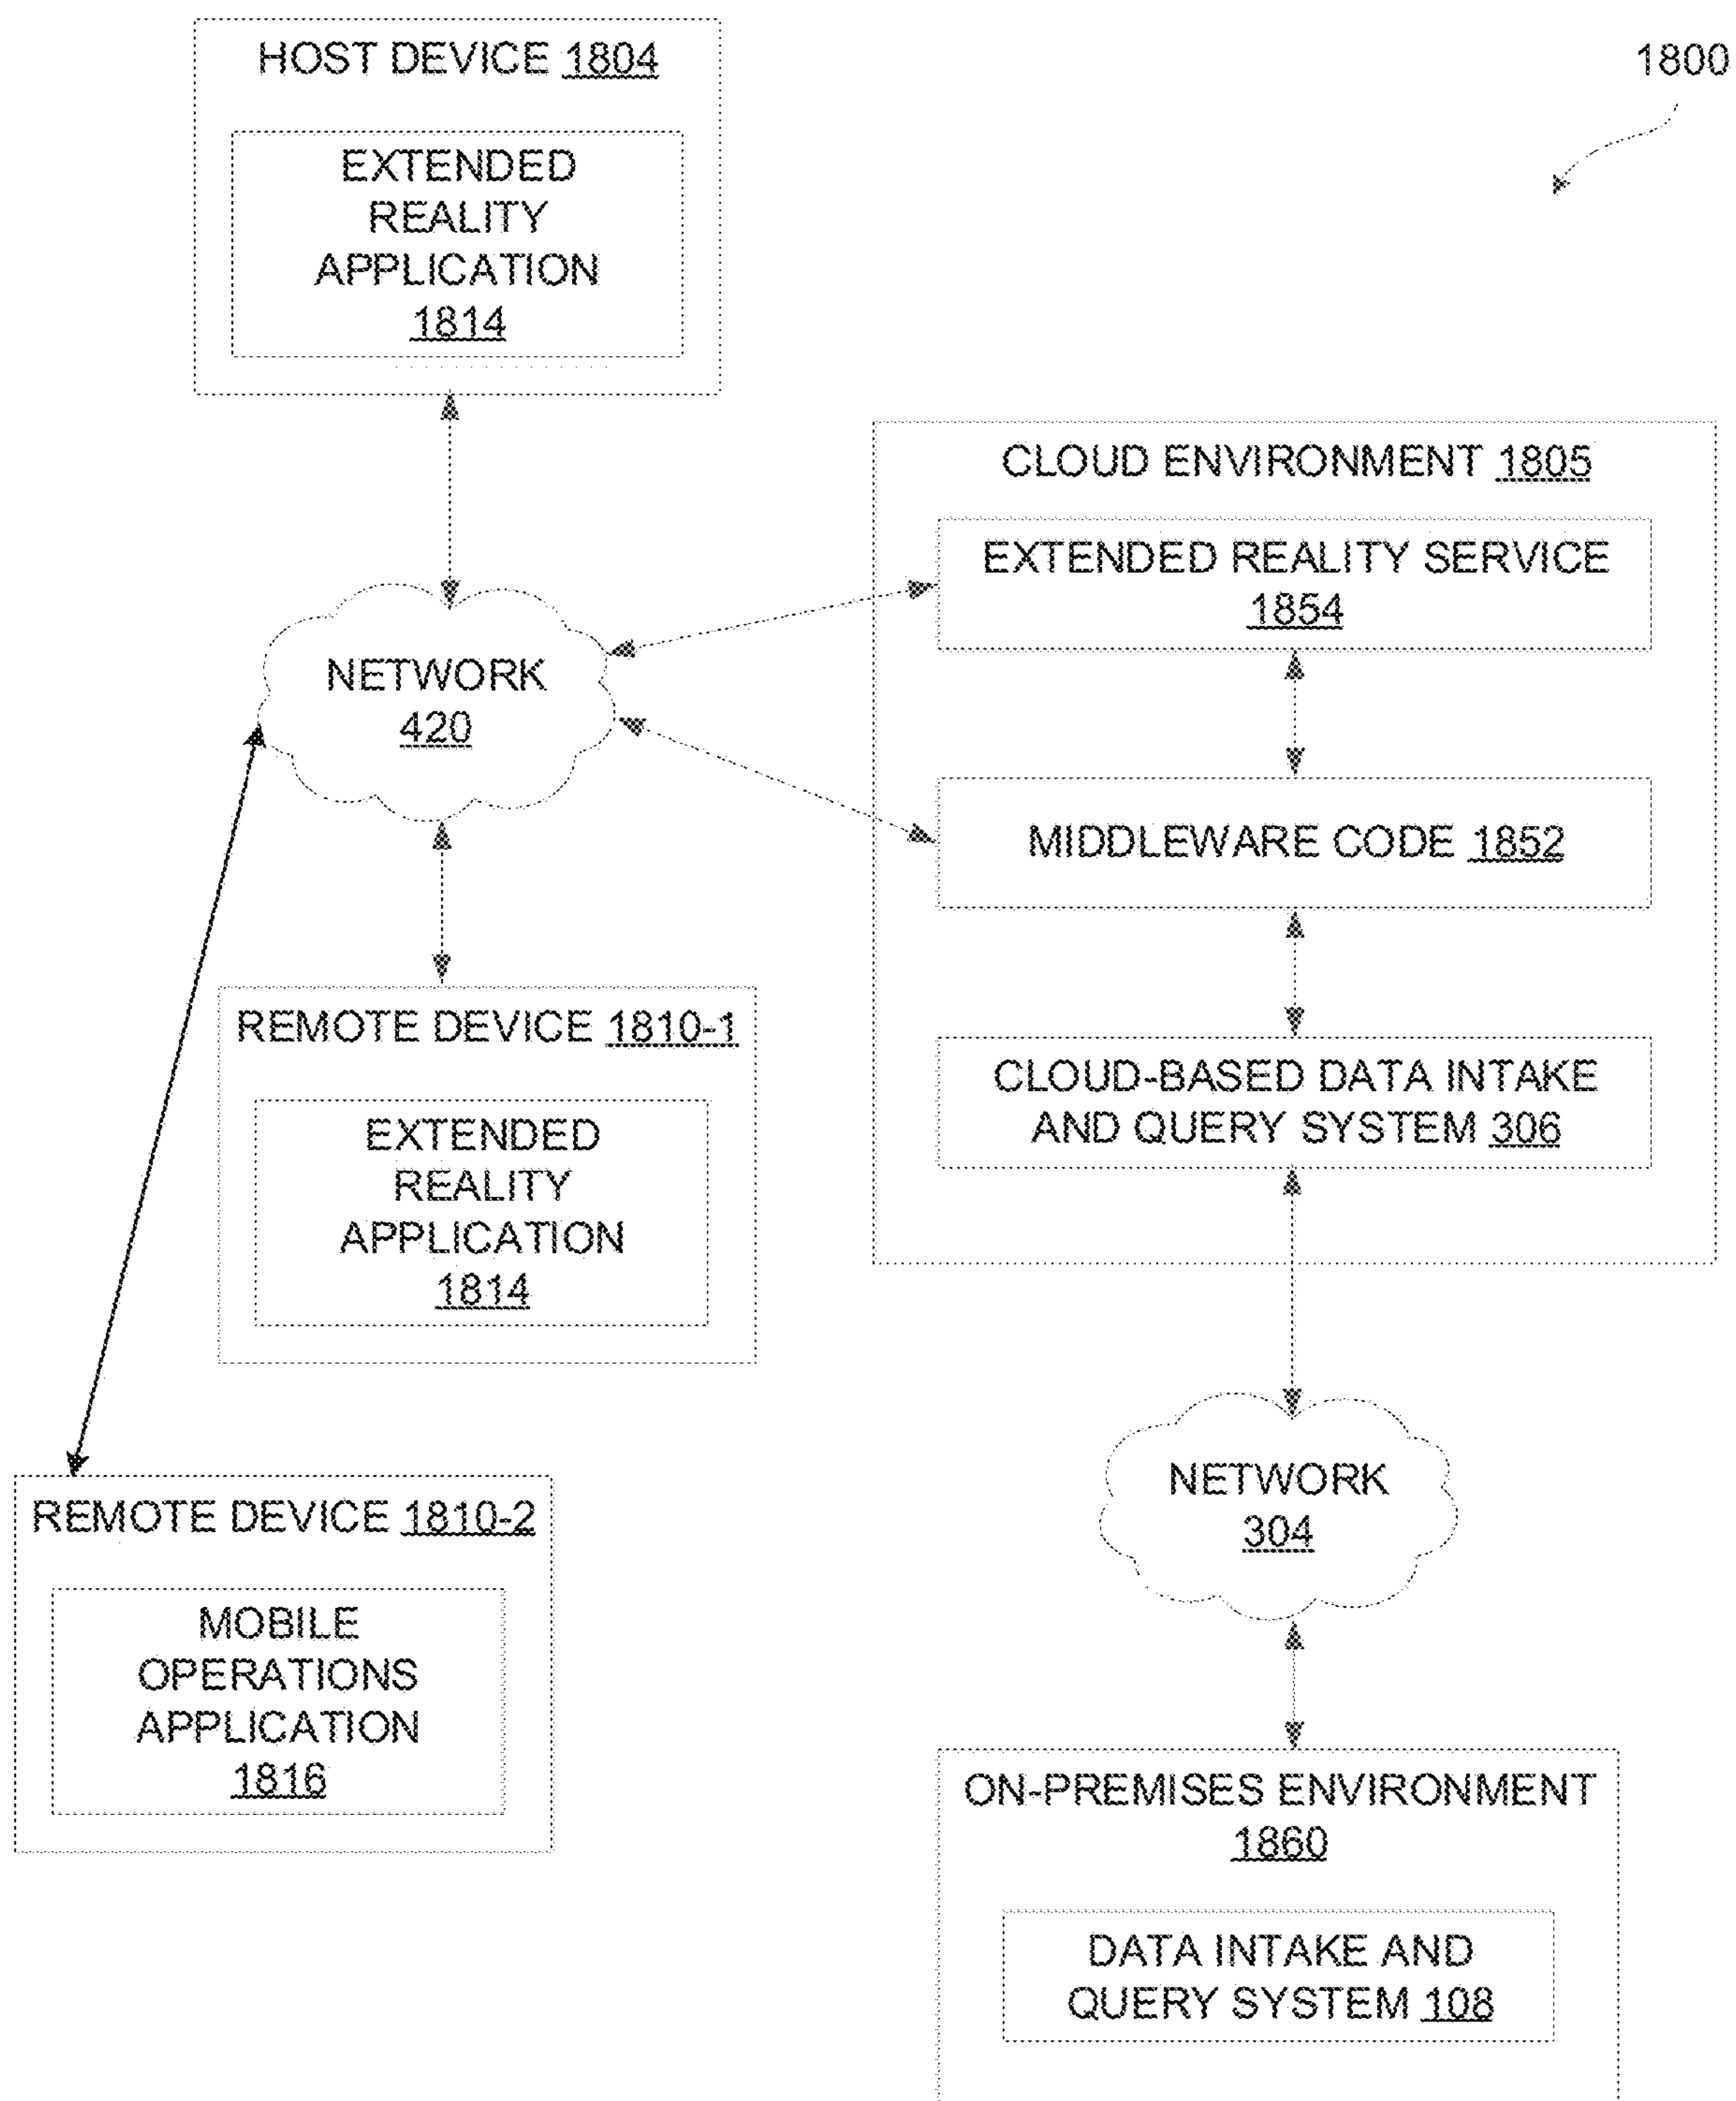 HOST DEVICE 1804
1800
EXTENDED
REALITY
APPLICATION
1814
CLOUD ENVIRONMENT 1805
EXTENDED REALITY SERVICE
1854
NETWORK
420
MIDDLEWARE CODE 1852
REMOTE DEVICE 1810-1
EXTENDED
REALITY
APPLICATION
1814
CLOUD-BASED DATA INTAKE
AND QUERY SYSTEM 306
NETWORK
304
REMOTE DEVICE 1810-2
MOBILE
OPERATIONS
APPLICATION
1816
ON-PREMISES ENVIRONMENT
1860
DATA INTAKE AND
QUERY SYSTEM 108